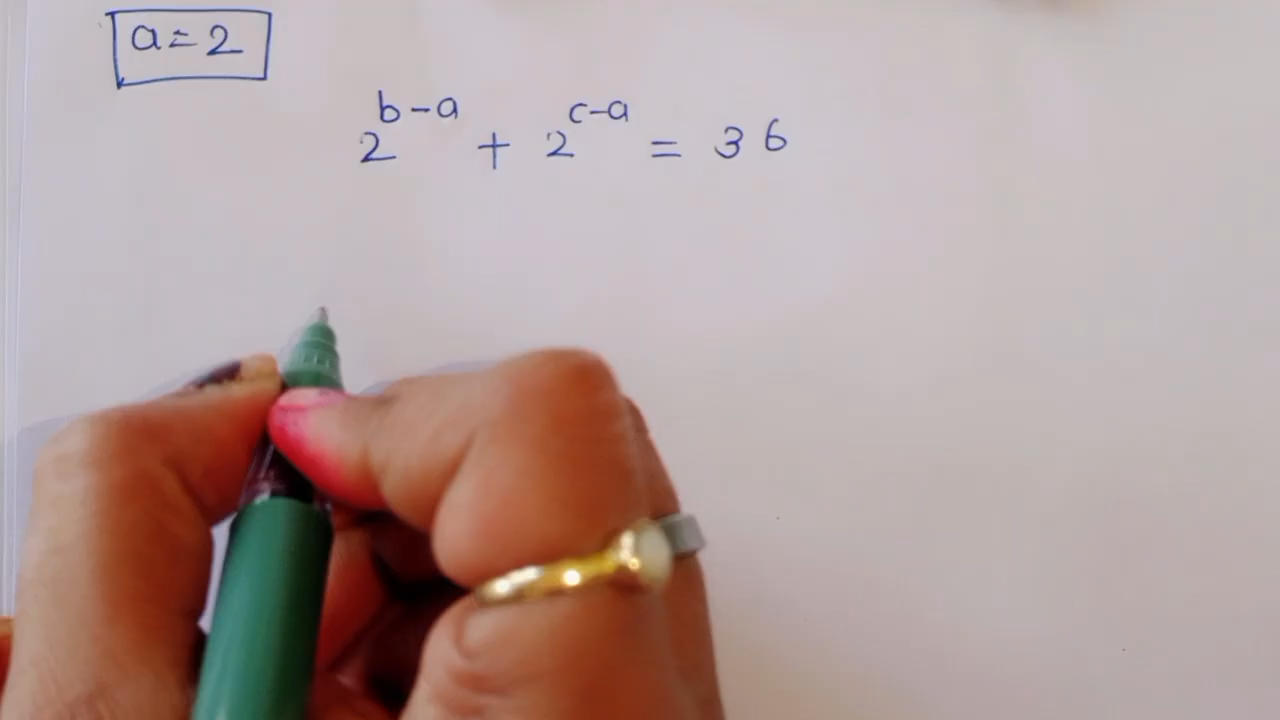 a = 2
2^{b-a} + 2^{c-a} = 36